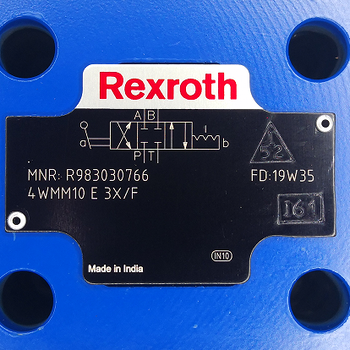 Rexroth
A B
a b
P T
52
MNR: R983030766
FD:19W35
4WMM10 E 3X/F
161
IN10
Made in India